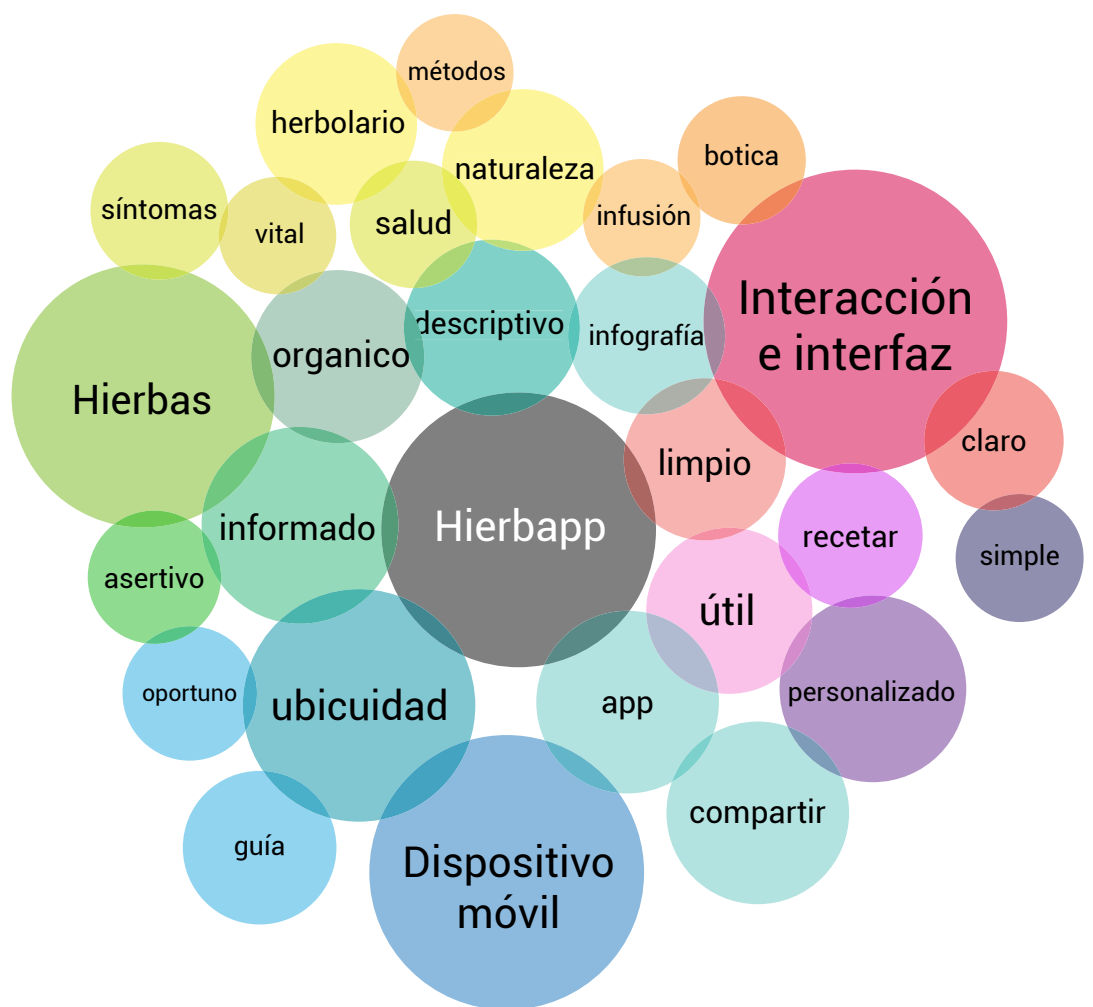 métodos
herbolario
botica
naturaleza
síntomas
infusión
salud
vital
Interacción
e interfaz
descriptivo
infografía
organico
Hierbas
claro
limpio
informado
Hierbapp
recetar
simple
asertivo
útil
oportuno
ubicuidad
app
personalizado
compartir
guía
Dispositivo
móvil